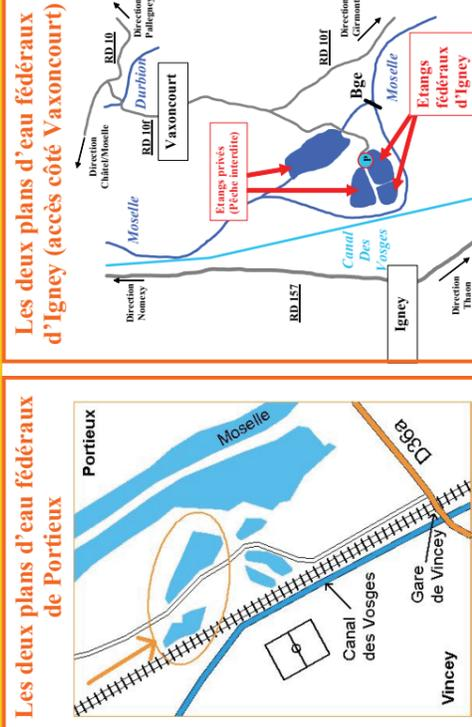 Les deux plans d'eau fédéraux
de Portieux
Portieux
Moselle
D36a
Gare
de Vincey
Canal
des Vosges
Vincey
Les deux plans d'eau fédéraux
d'Igney (accès côté Vaxoncourt)
Direction
Pallegney
RD 10
Durbion
Direction
Châtel/Moselle
RD 10f
Vaxoncourt
RD 10f
Direction
Girmont
Moselle
Etangs privés
(Pêche interdite)
Bge
Moselle
P
Etangs
fédéraux
d'Igney
Canal
Des
Vosges
Direction
Nomexy
RD 157
Igney
Direction
Thaon